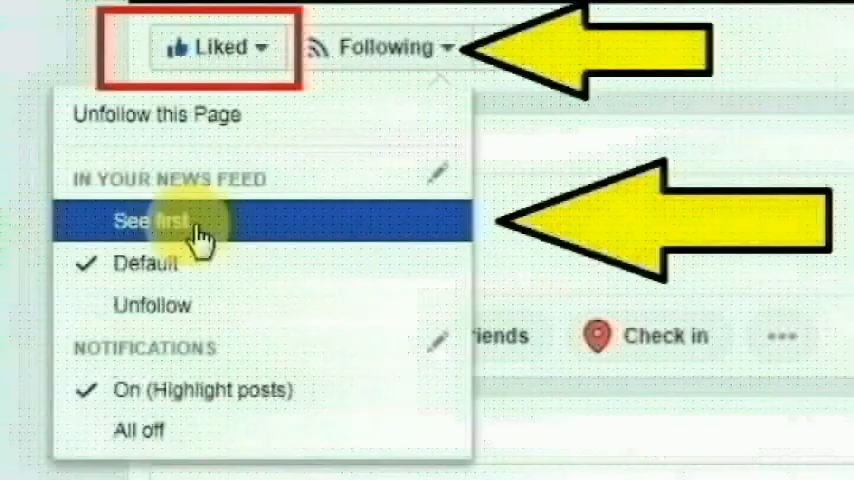 Liked Following
Unfollow this Page
IN YOUR NEWS FEED
See first
Default
Unfollow
NOTIFICATIONS
riends Check in
On (Highlight posts)
All off